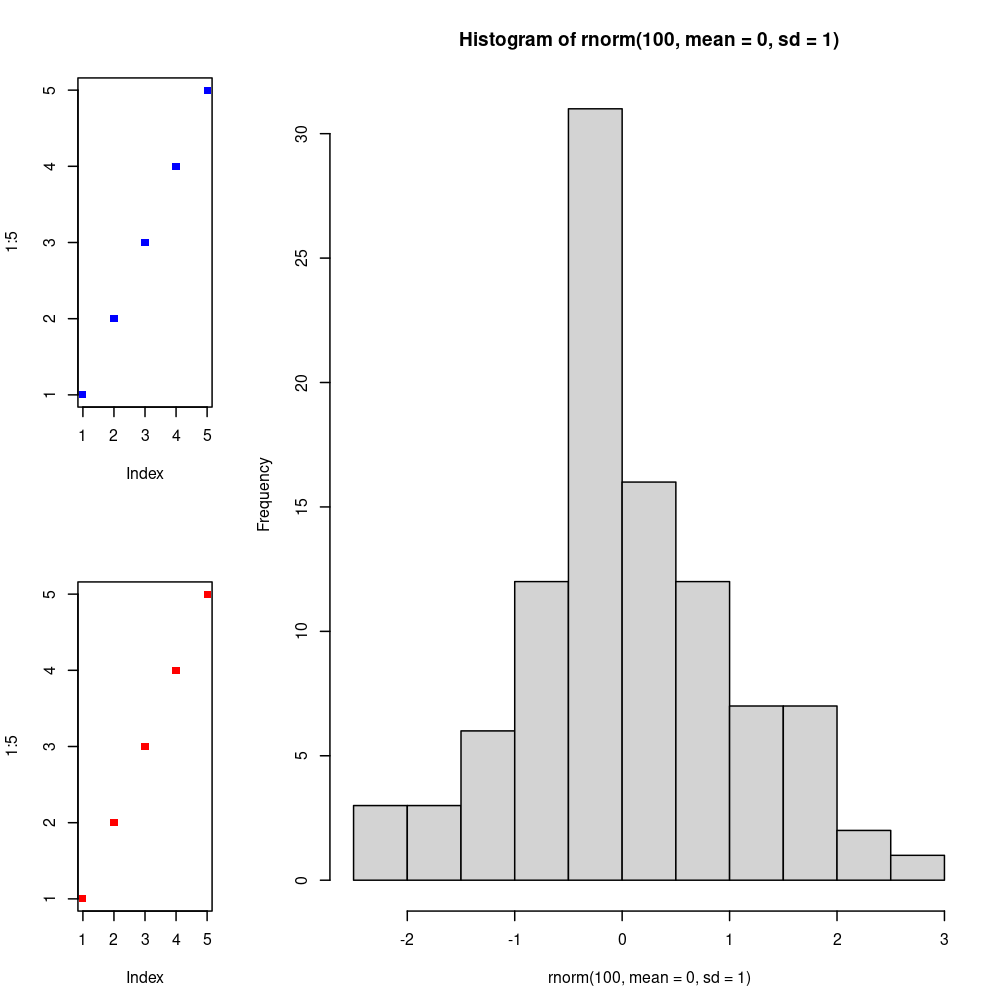 Histogram of rnorm(100, mean = 0, sd = 1)
5
4
3
2
1
1:5
1 2 3 4 5
Index
5
4
3
2
1
1:5
1 2 3 4 5
Index
30
25
20
15
10
5
0
Frequency
-2 -1 0 1 2 3
rnorm(100, mean = 0, sd = 1)